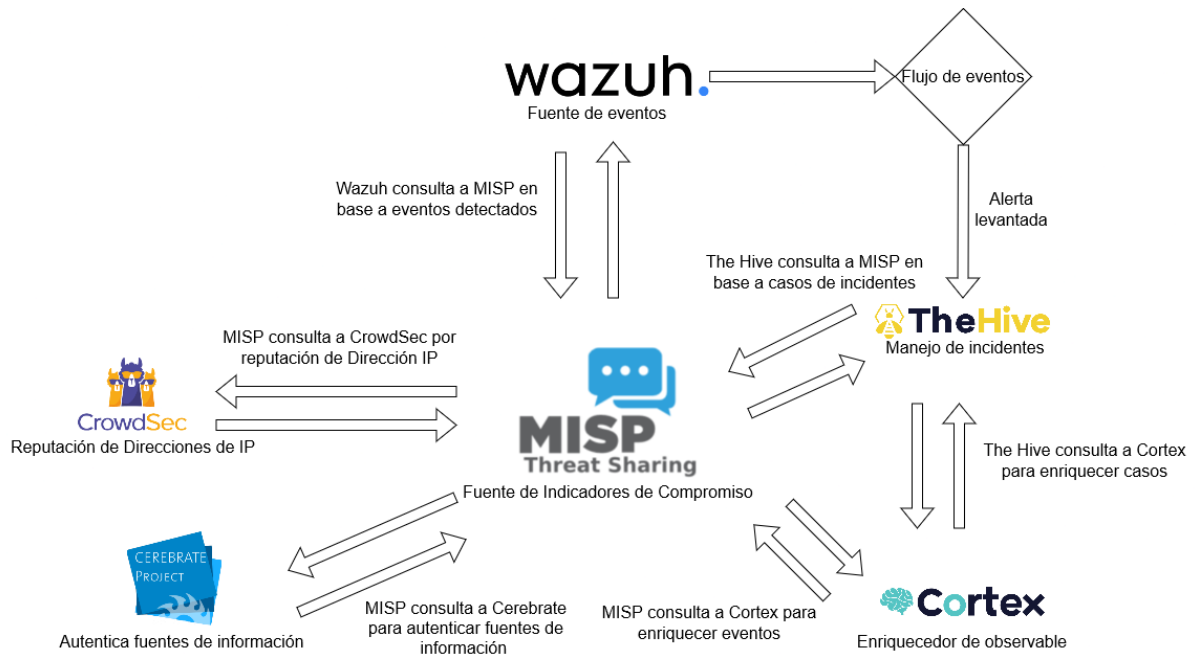 wazuh.
Fuente de eventos
Flujo de eventos
Wazuh consulta a MISP en
base a eventos detectados
Alerta
levantada
The Hive consulta a MISP en
base a casos de incidentes
TheHive
Manejo de incidentes
MISP consulta a CrowdSec por
reputación de Dirección IP
CrowdSec
Reputación de Direcciones de IP
MISP
Threat Sharing
Fuente de Indicadores de Compromiso
The Hive consulta a Cortex
para enriquecer casos
CEREBRATE
PROJECT
Autentica fuentes de información
MISP consulta a Cerebrate
para autenticar fuentes de
información
MISP consulta a Cortex para
enriquecer eventos
Cortex
Enriquecedor de observable